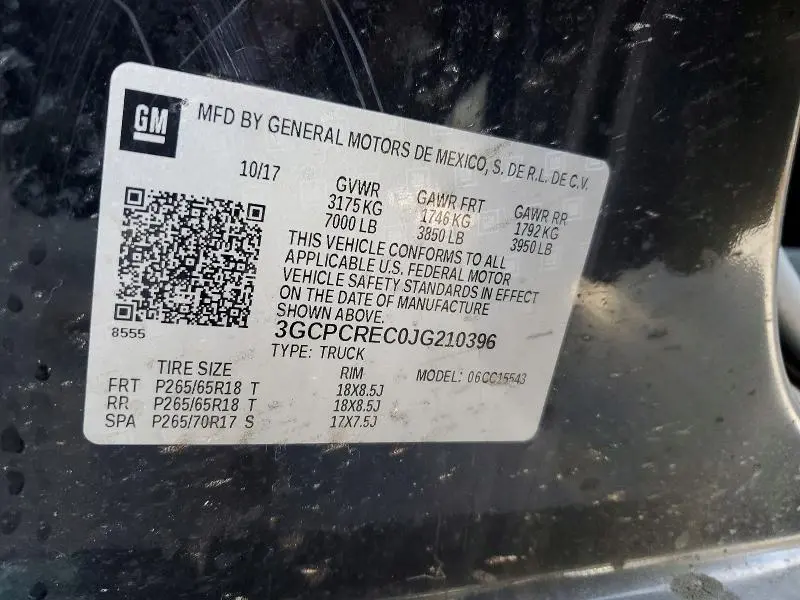 GM
MFD BY GENERAL MOTORS DE MEXICO, S. DE R.L. DE C.V.
10/17
GVWR GAWR FRT GAWR RR
3175 KG 1746 KG 1792 KG
7000 LB 3850 LB 3950 LB
THIS VEHICLE CONFORMS TO ALL
APPLICABLE U.S. FEDERAL MOTOR
VEHICLE SAFETY STANDARDS IN EFFECT
ON THE DATE OF MANUFACTURE
SHOWN ABOVE.
8555
3GCPCREC0JG210396
TYPE: TRUCK
TIRE SIZE RIM MODEL: 06CC15543
FRT P265/65R18 T 18X8.5J
RR P265/65R18 T 18X8.5J
SPA P265/70R17 S 17X7.5J